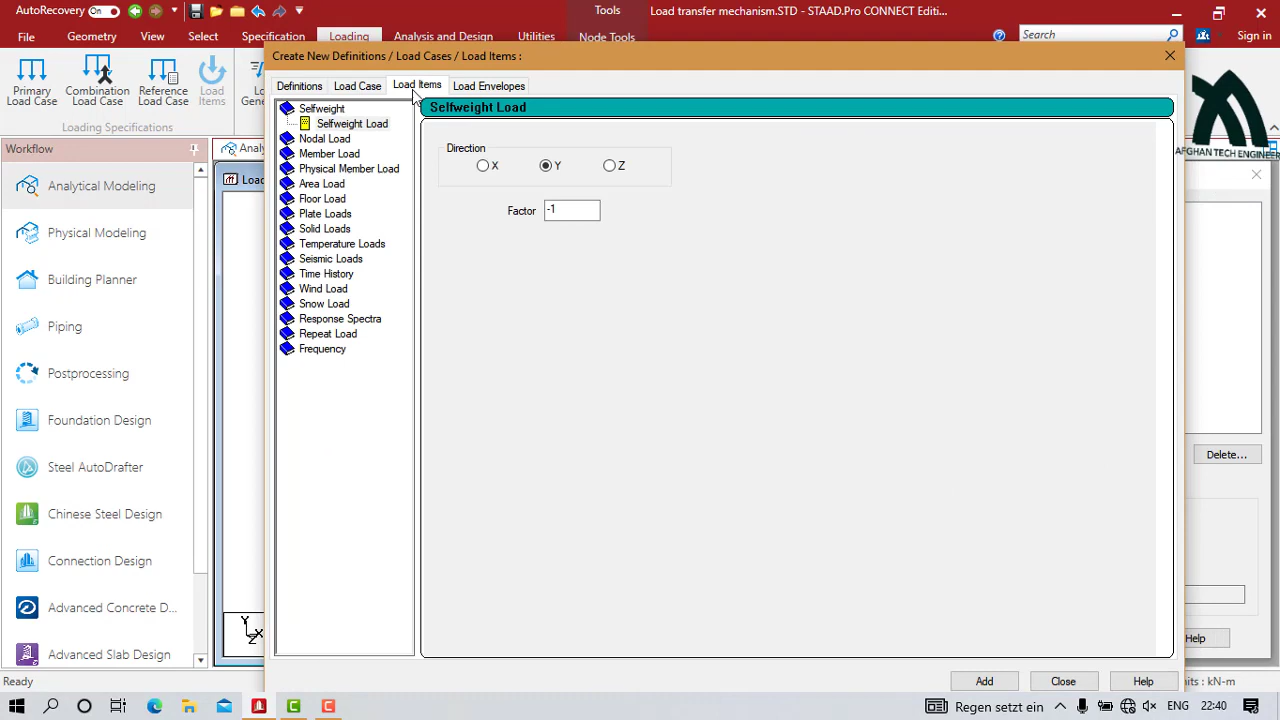 AutoRecovery
Tools
Load transfer mechanism.STD - STAAD.Pro CONNECT Editi...
File
Geometry
View
Select
Specification
Loading
Analysis and Design
Utilities
Node Tools
Search
Sign in
Primary
Load Case
Combination
Load Case
Reference
Load Case
Load
Items
Loading Specifications
Create New Definitions / Load Cases / Load Items :
Definitions
Load Case
Load Items
Load Envelopes
AFGHAN TECH ENGINEER
Workflow
Analytical Modeling
Physical Modeling
Building Planner
Piping
Postprocessing
Foundation Design
Steel AutoDrafter
Chinese Steel Design
Connection Design
Advanced Concrete D...
Advanced Slab Design
Selfweight
Selfweight Load
Nodal Load
Member Load
Physical Member Load
Area Load
Floor Load
Plate Loads
Solid Loads
Temperature Loads
Seismic Loads
Time History
Wind Load
Snow Load
Response Spectra
Repeat Load
Frequency
Selfweight Load
Direction
X
Y
Z
Factor
-1
Delete...
Help
Y
X
Z
Add
Close
Help
Ready
kN-m
Regen setzt ein
ENG
22:40